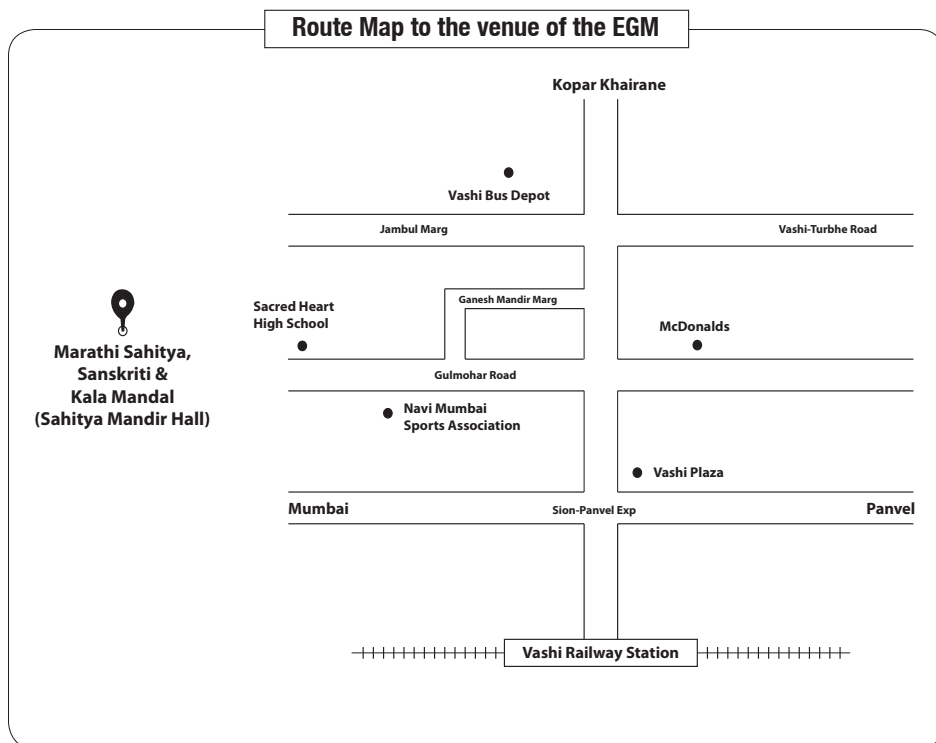 Route Map to the venue of the EGM
Kopar Khairane
Vashi Bus Depot
Jambul Marg
Vashi-Turbhe Road
Ganesh Mandir Marg
Sacred Heart
High School
McDonalds
Marathi Sahitya,
Sanskriti &
Kala Mandal
(Sahitya Mandir Hall)
Gulmohar Road
Navi Mumbai
Sports Association
Vashi Plaza
Mumbai
Sion-Panvel Exp
Panvel
Vashi Railway Station